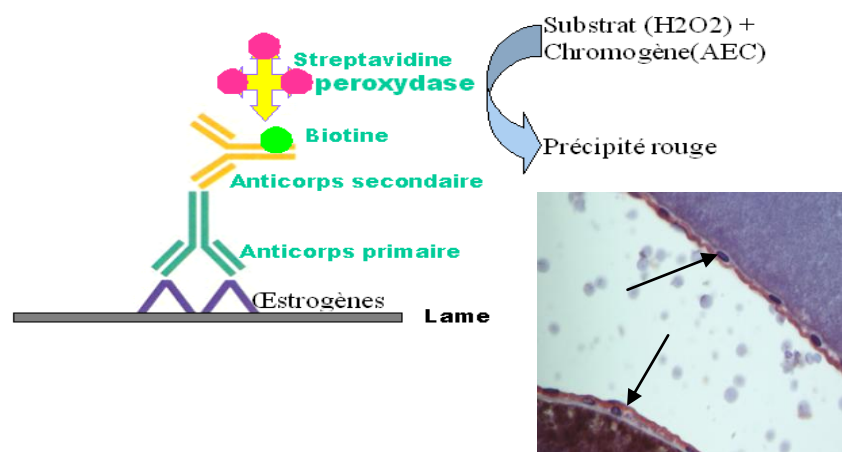 Substrat (H2O2) +
Chromogène(AEC)
Streptavidine
peroxydase
Biotine
Précipité rouge
Anticorps secondaire
Anticorps primaire
Œstrogènes
Lame